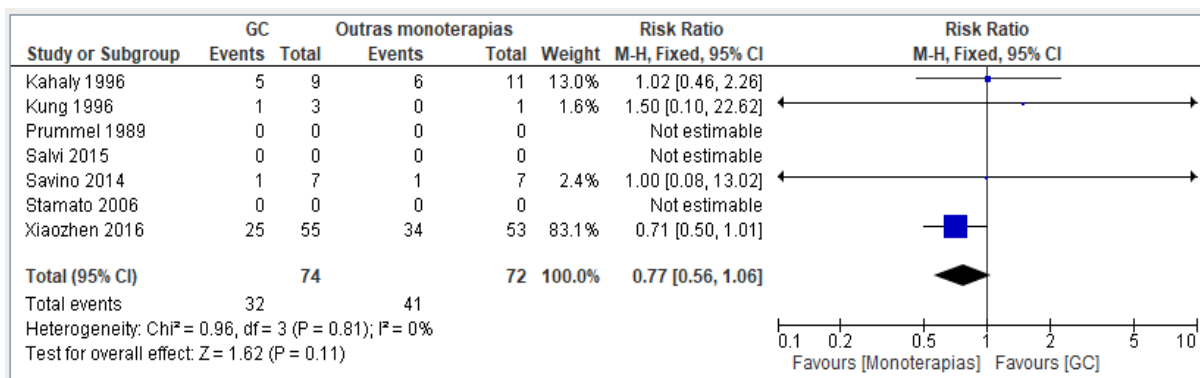 GC Outras monoterapias Risk Ratio Risk Ratio
Study or Subgroup Events Total Events Total Weight M-H, Fixed, 95% CI M-H, Fixed, 95% CI
Kahaly 1996 5 9 6 11 13.0% 1.02 [0.46, 2.26]
Kung 1996 1 3 0 1 1.6% 1.50 [0.10, 22.62]
Prummel 1989 0 0 0 0 Not estimable
Salvi 2015 0 0 0 0 Not estimable
Savino 2014 1 7 1 7 2.4% 1.00 [0.08, 13.02]
Stamato 2006 0 0 0 0 Not estimable
Xiaozhen 2016 25 55 34 53 83.1% 0.71 [0.50, 1.01]
Total (95% CI) 74 72 100.0% 0.77 [0.56, 1.06]
Total events 32 41
Heterogeneity: Chi² = 0.96, df = 3 (P = 0.81); I² = 0%
Test for overall effect: Z = 1.62 (P = 0.11)
0.1 0.2 0.5 1 2 5 10
Favours [Monoterapias] Favours [GC]